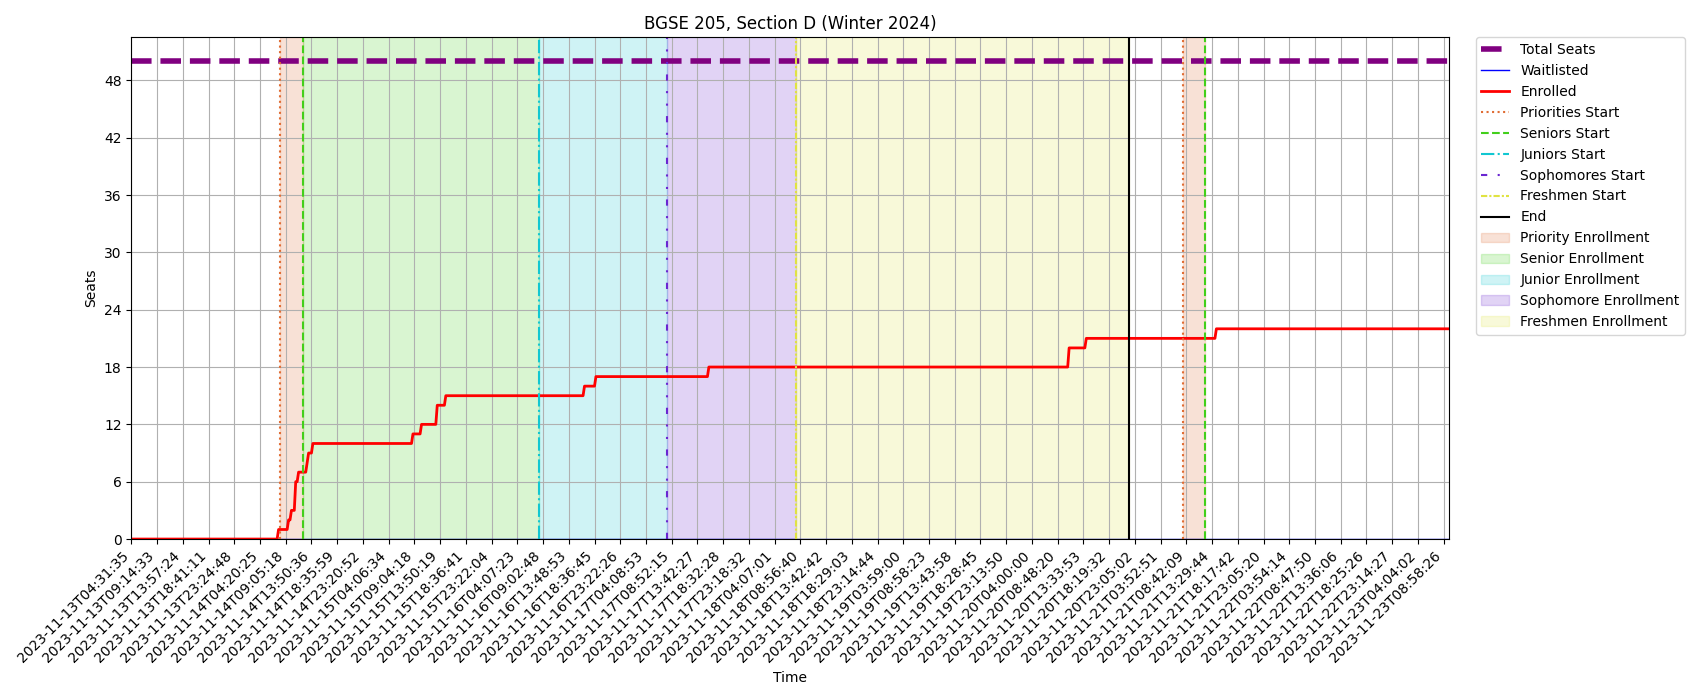 BGSE 205, Section D (Winter 2024)
Total Seats
Waitlisted
Enrolled
Priorities Start
Seniors Start
Juniors Start
Sophomores Start
Freshmen Start
End
Priority Enrollment
Senior Enrollment
Junior Enrollment
Sophomore Enrollment
Freshmen Enrollment
Seats
48
42
36
30
24
18
12
6
0
2023-11-13T04:31:35
2023-11-13T09:14:33
2023-11-13T13:57:24
2023-11-13T18:41:11
2023-11-13T23:24:48
2023-11-14T04:20:25
2023-11-14T09:05:18
2023-11-14T13:50:36
2023-11-14T18:35:59
2023-11-14T23:20:52
2023-11-15T04:06:34
2023-11-15T09:04:18
2023-11-15T13:50:19
2023-11-15T18:36:41
2023-11-15T23:22:04
2023-11-16T04:07:23
2023-11-16T09:02:48
2023-11-16T13:48:53
2023-11-16T18:36:45
2023-11-16T23:22:26
2023-11-17T04:08:53
2023-11-17T08:52:15
2023-11-17T13:42:27
2023-11-17T18:32:28
2023-11-17T23:18:32
2023-11-18T04:07:01
2023-11-18T08:56:40
2023-11-18T13:42:42
2023-11-18T18:29:03
2023-11-18T23:14:44
2023-11-19T03:59:00
2023-11-19T08:58:23
2023-11-19T13:43:58
2023-11-19T18:28:45
2023-11-19T23:13:50
2023-11-20T04:00:00
2023-11-20T08:48:20
2023-11-20T13:33:53
2023-11-20T18:19:32
2023-11-20T23:05:02
2023-11-21T03:52:51
2023-11-21T08:42:09
2023-11-21T13:29:44
2023-11-21T18:17:42
2023-11-21T23:05:20
2023-11-22T03:54:14
2023-11-22T08:47:50
2023-11-22T13:36:06
2023-11-22T18:25:26
2023-11-22T23:14:27
2023-11-23T04:04:02
2023-11-23T08:58:26
Time